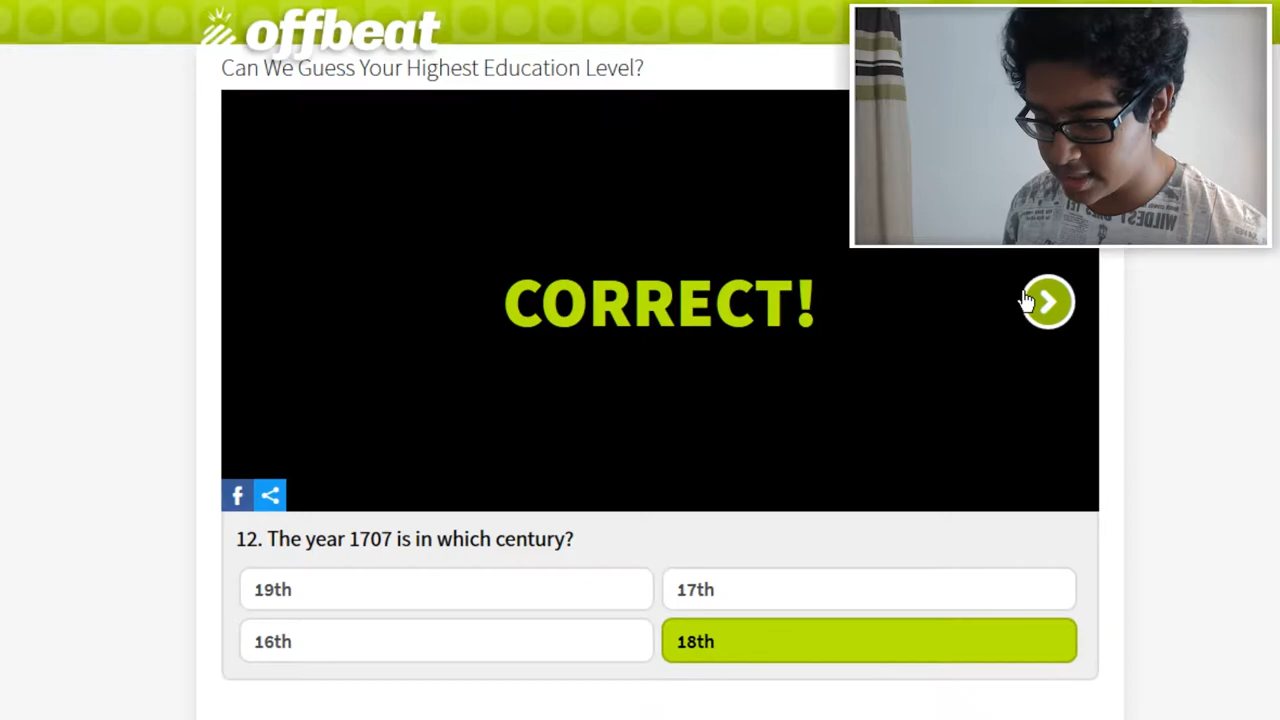 offbeat
Can We Guess Your Highest Education Level?
WILDEST
CORRECT!
12. The year 1707 is in which century?
19th
17th
16th
18th